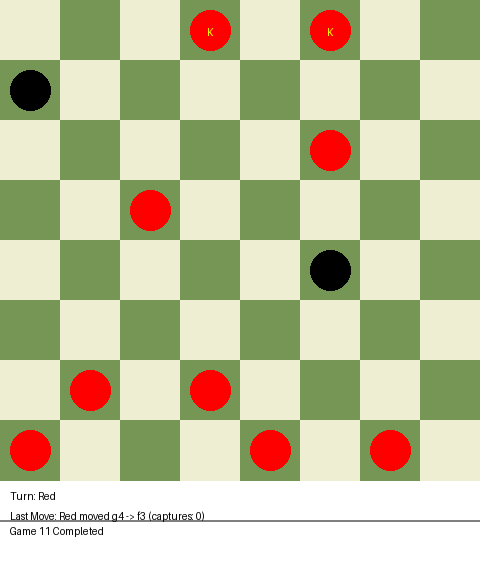 K K
Turn: Red
Last Move: Red moved g4 -> f3 (captures: 0)
Game 11 Completed